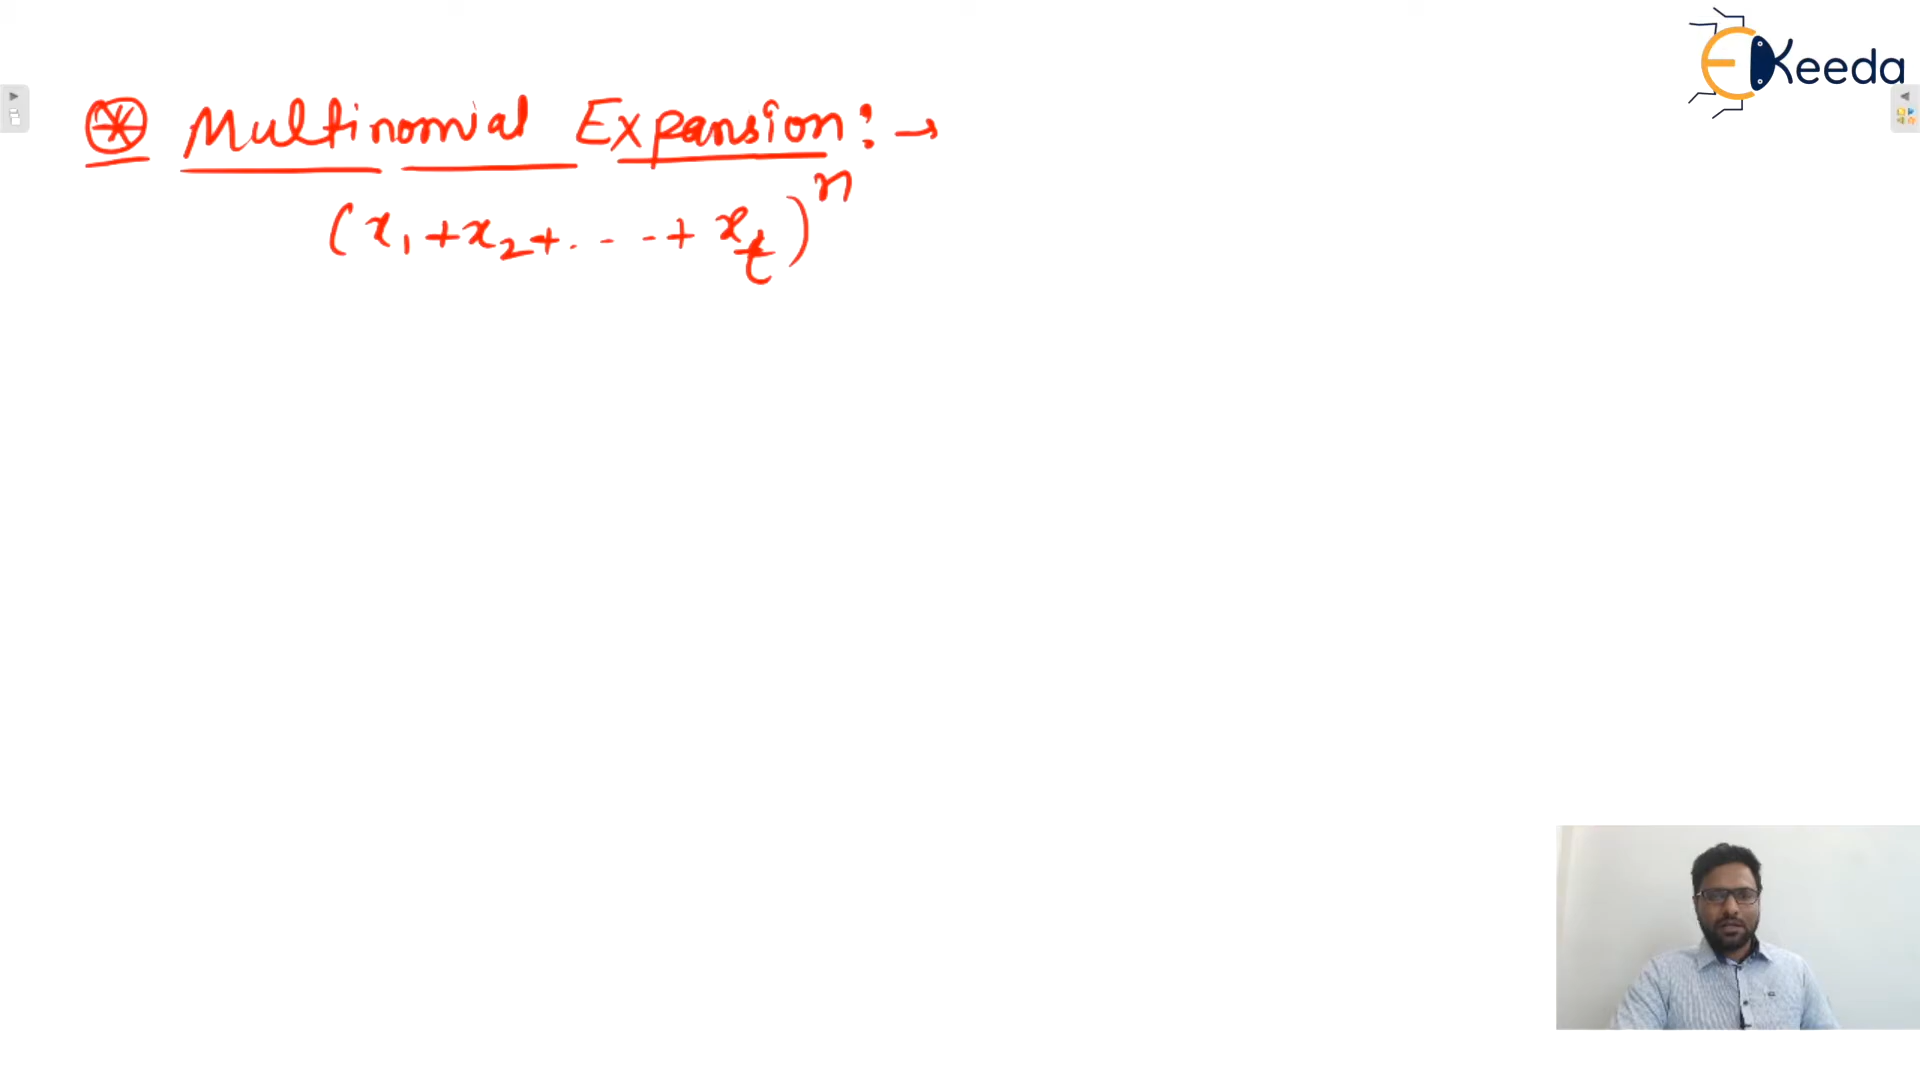 EKeeda
⊛ Multinomial Expansion : →
(x₁ + x₂ + . - - . + xₜ)ⁿ